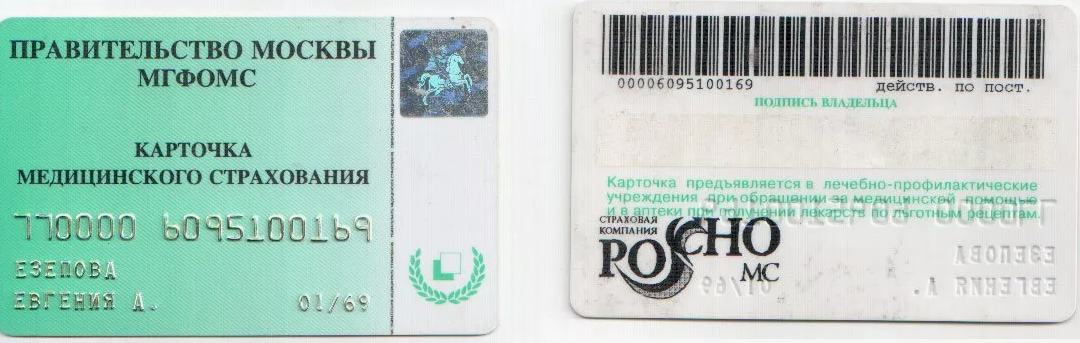 ПРАВИТЕЛЬСТВО МОСКВЫ
МГФОМС
КАРТОЧКА
МЕДИЦИНСКОГО СТРАХОВАНИЯ
770000 6095100169
ЕЗЕПОВА
ЕВГЕНИЯ А. 01/69
00006095100169 действ. по пост.
ПОДПИСЬ ВЛАДЕЛЬЦА
Карточка предъявляется в лечебно-профилактические
учреждения при обращении за медицинской помощью
и в аптеки при получении лекарств по льготным рецептам.
СТРАХОВАЯ
КОМПАНИЯ
РОСНО
МС